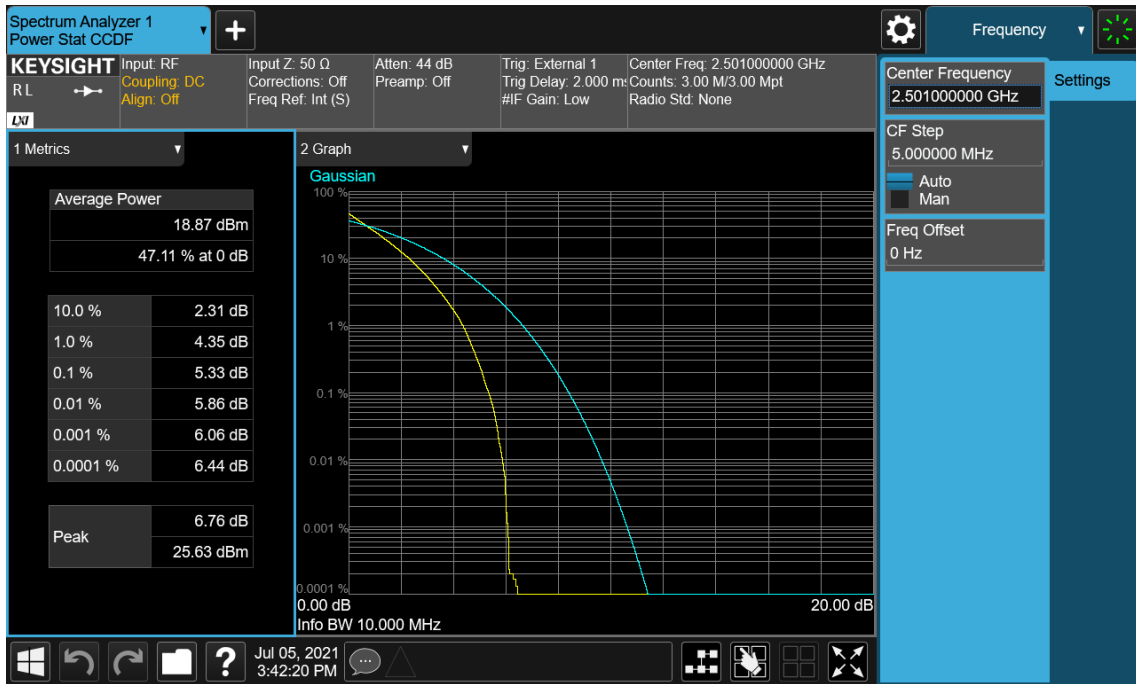 Spectrum Analyzer 1
Power Stat CCDF
Frequency
KEYSIGHT
R L
LXI
Input: RF
Coupling: DC
Align: Off
Input Z: 50 Ω
Corrections: Off
Freq Ref: Int (S)
Atten: 44 dB
Preamp: Off
Trig: External 1
Trig Delay: 2.000 ms
#IF Gain: Low
Center Freq: 2.501000000 GHz
Counts: 3.00 M/3.00 Mpt
Radio Std: None
Center Frequency
2.501000000 GHz
Settings
CF Step
5.000000 MHz
Auto
Man
Freq Offset
0 Hz
1 Metrics
Average Power
18.87 dBm
47.11 % at 0 dB
10.0 % 2.31 dB
1.0 % 4.35 dB
0.1 % 5.33 dB
0.01 % 5.86 dB
0.001 % 6.06 dB
0.0001 % 6.44 dB
Peak
6.76 dB
25.63 dBm
2 Graph
Gaussian
100 %
10 %
1 %
0.1 %
0.01 %
0.001 %
0.0001 %
0.00 dB 20.00 dB
Info BW 10.000 MHz
?
Jul 05, 2021
3:42:20 PM